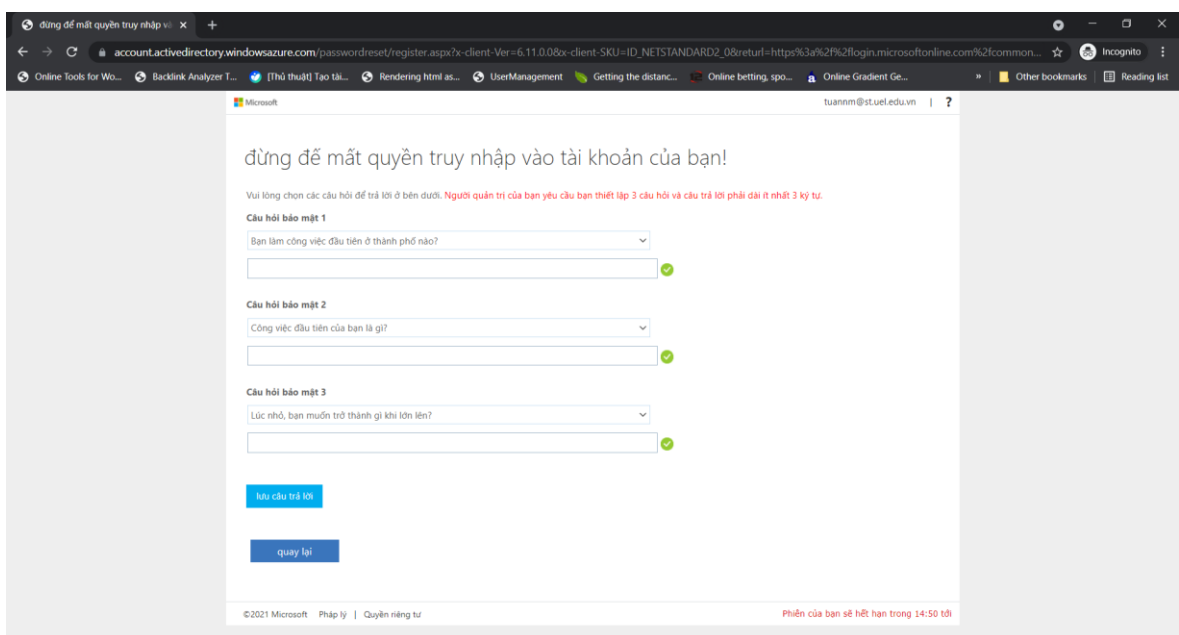 đừng để mất quyền truy nhập và
account.activedirectory.windowsazure.com/passwordreset/register.aspx?x-client-Ver=6.11.0.0&x-client-SKU=ID_NETSTANDARD2_0&returl=https%3a%2f%2flogin.microsoftonline.com%2fcommon...
Incognito
Online Tools for Wo...
Backlink Analyzer T...
[Thủ thuật] Tạo tài...
Rendering html as...
UserManagement
Getting the distanc...
Online betting, spo...
Online Gradient Ge...
»
Other bookmarks
Reading list
Microsoft
tuannm@st.uel.edu.vn | ?
đừng để mất quyền truy nhập vào tài khoản của bạn!
Vui lòng chọn các câu hỏi để trả lời ở bên dưới. Người quản trị của bạn yêu cầu bạn thiết lập 3 câu hỏi và câu trả lời phải dài ít nhất 3 ký tự.
Câu hỏi bảo mật 1
Bạn làm công việc đầu tiên ở thành phố nào?
Câu hỏi bảo mật 2
Công việc đầu tiên của bạn là gì?
Câu hỏi bảo mật 3
Lúc nhỏ, bạn muốn trở thành gì khi lớn lên?
lưu câu trả lời
quay lại
©2021 Microsoft Pháp lý | Quyền riêng tư
Phiên của bạn sẽ hết hạn trong 14:50 tới